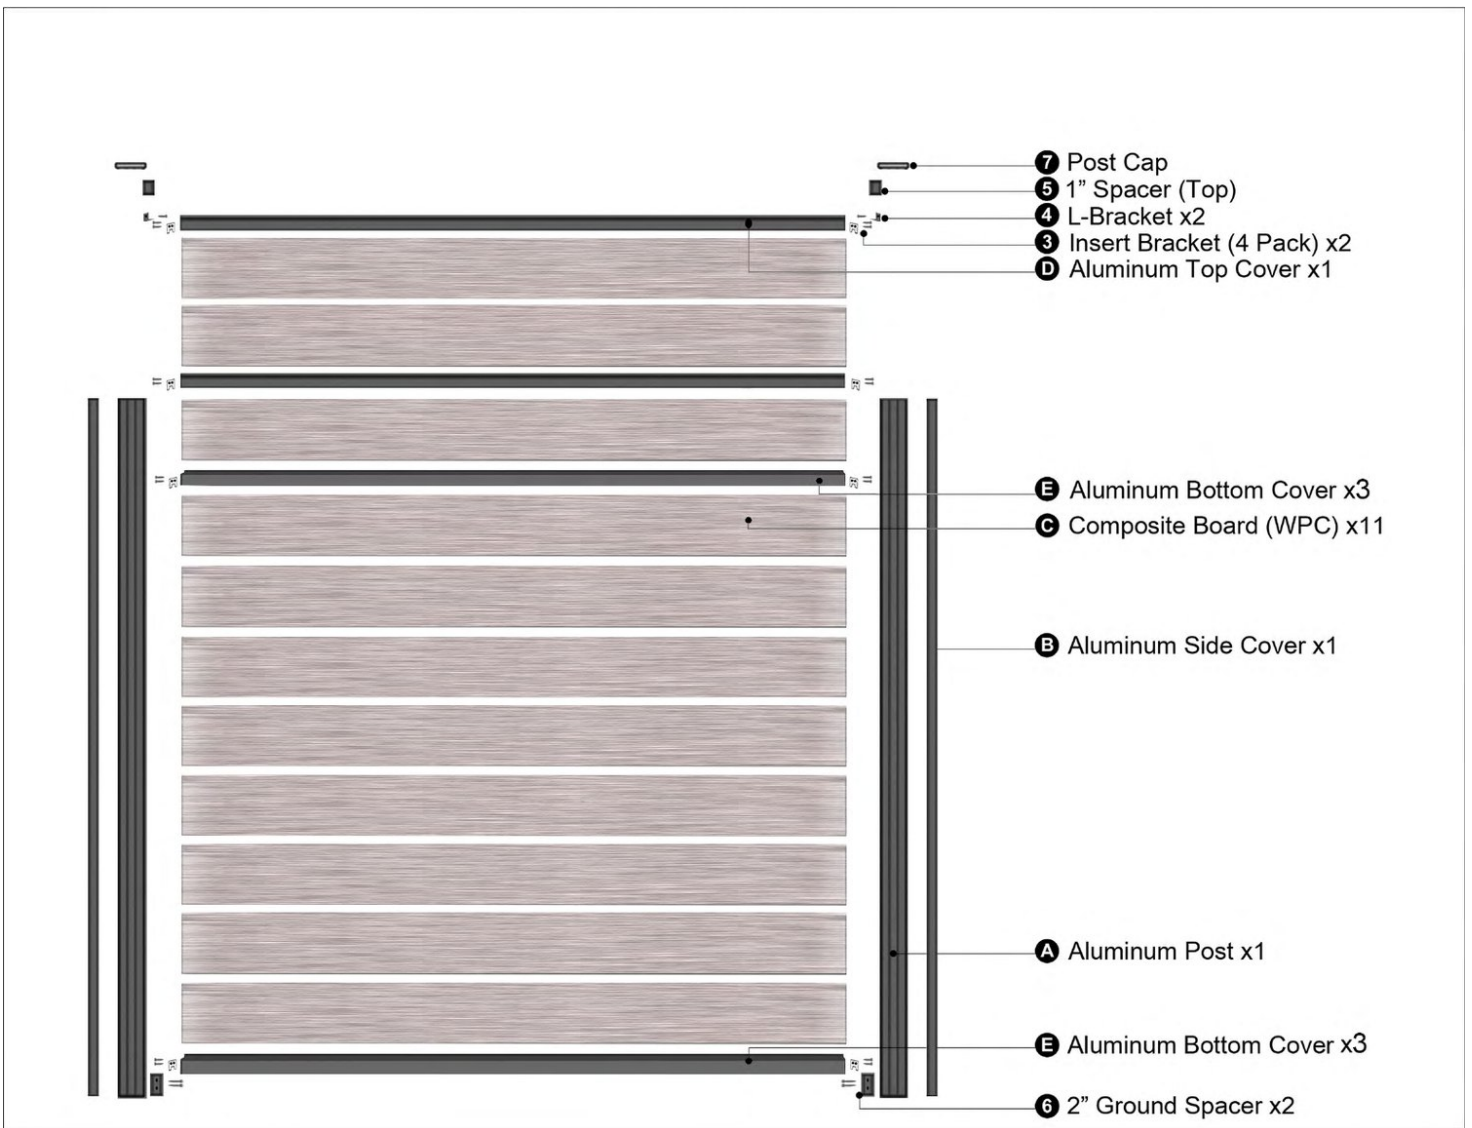 7 Post Cap
5 1” Spacer (Top)
4 L-Bracket x2
3 Insert Bracket (4 Pack) x2
D Aluminum Top Cover x1
E Aluminum Bottom Cover x3
C Composite Board (WPC) x11
B Aluminum Side Cover x1
A Aluminum Post x1
E Aluminum Bottom Cover x3
6 2” Ground Spacer x2